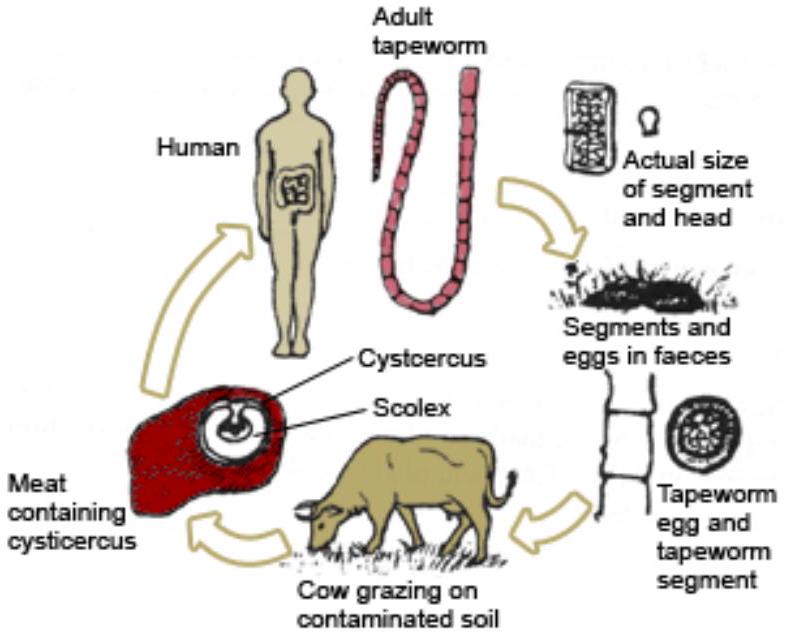 Adult
tapeworm
Human
Actual size
of segment
and head
Segments and
eggs in faeces
Cystcercus
Scolex
Meat
containing
cysticercus
Tapeworm
egg and
tapeworm
segment
Cow grazing on
contaminated soil